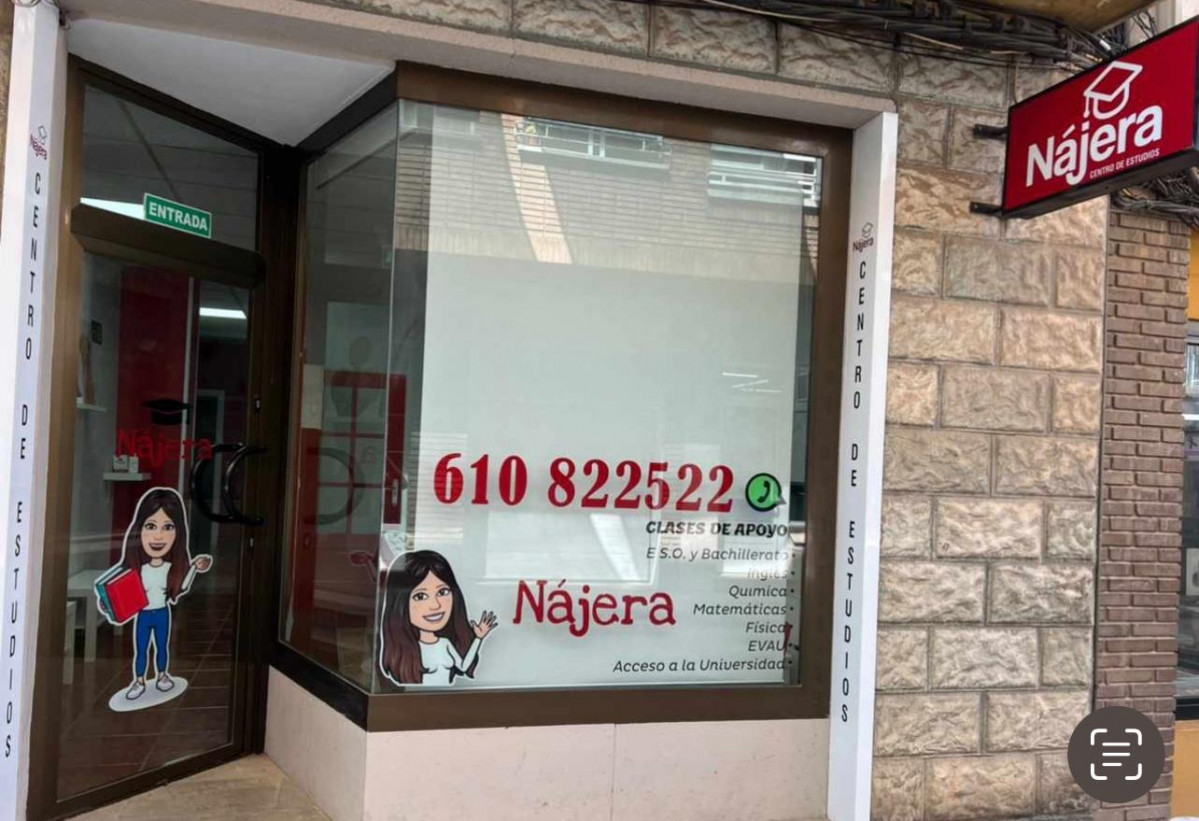 Nájera
CENTRO DE ESTUDIOS
ENTRADA
Nájera
CENTRO DE ESTUDIOS
Nájera
CENTRO DE ESTUDIOS
Nájera
610 822522
CLASES DE APOYO
E.S.O. y Bachillerato •
Inglés •
Química •
Matemáticas •
Física •
EVAU •
Acceso a la Universidad •
Nájera